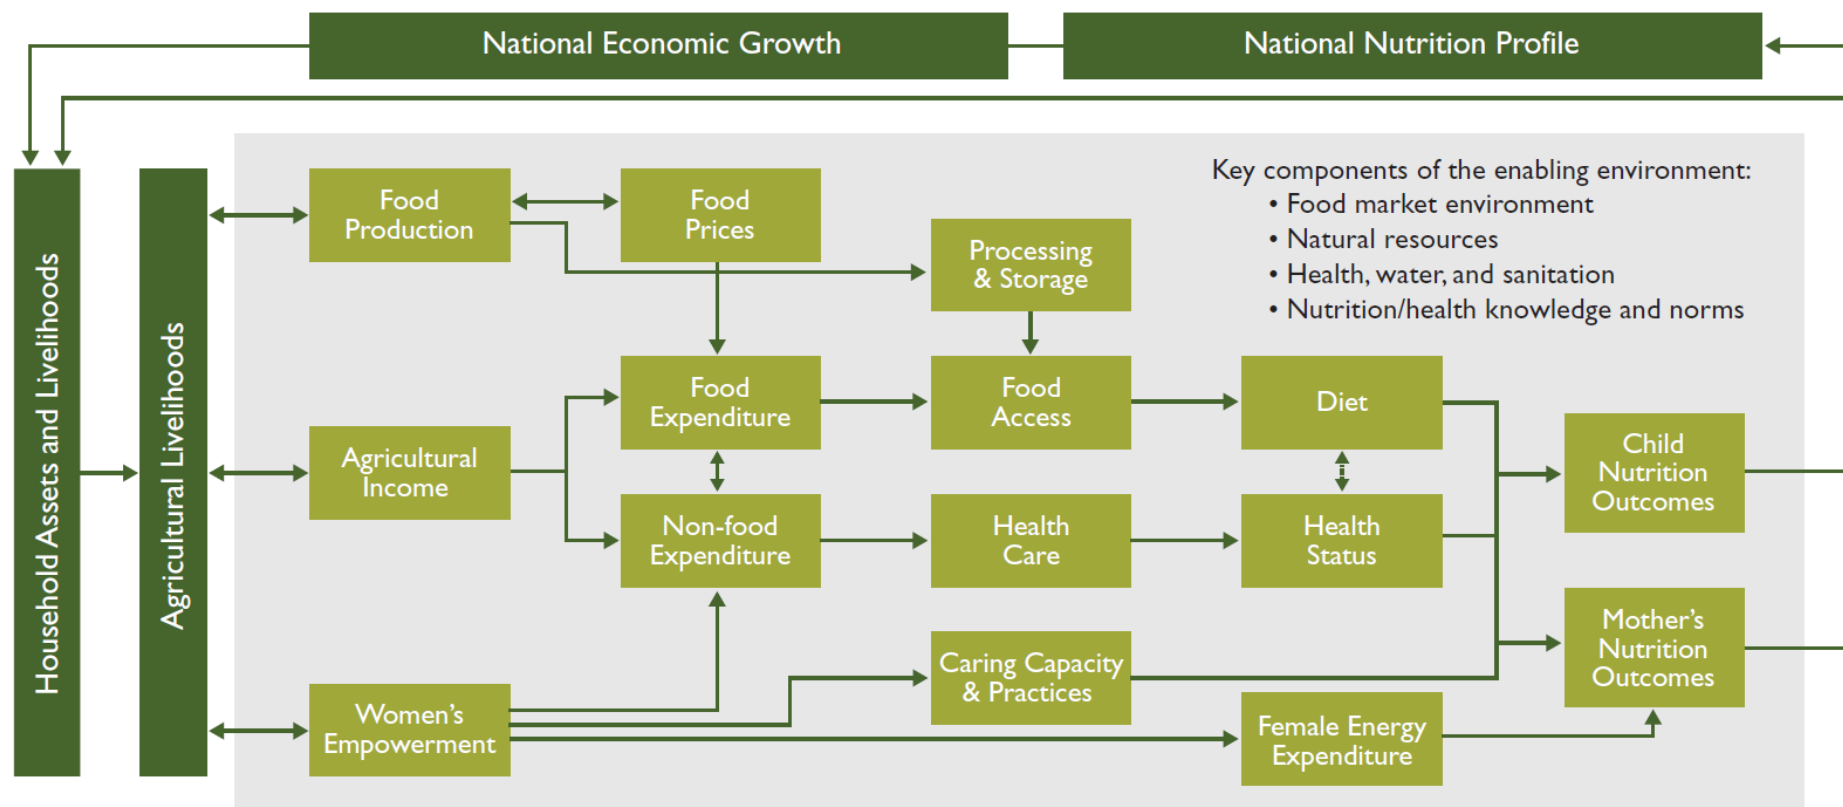 National Economic Growth
National Nutrition Profile
Household Assets and Livelihoods
Agricultural Livelihoods
Key components of the enabling environment:
• Food market environment
• Natural resources
• Health, water, and sanitation
• Nutrition/health knowledge and norms
Food
Production
Food
Prices
Processing
& Storage
Food
Expenditure
Food
Access
Diet
Agricultural
Income
Child
Nutrition
Outcomes
Non-food
Expenditure
Health
Care
Health
Status
Mother's
Nutrition
Outcomes
Caring Capacity
& Practices
Women's
Empowerment
Female Energy
Expenditure